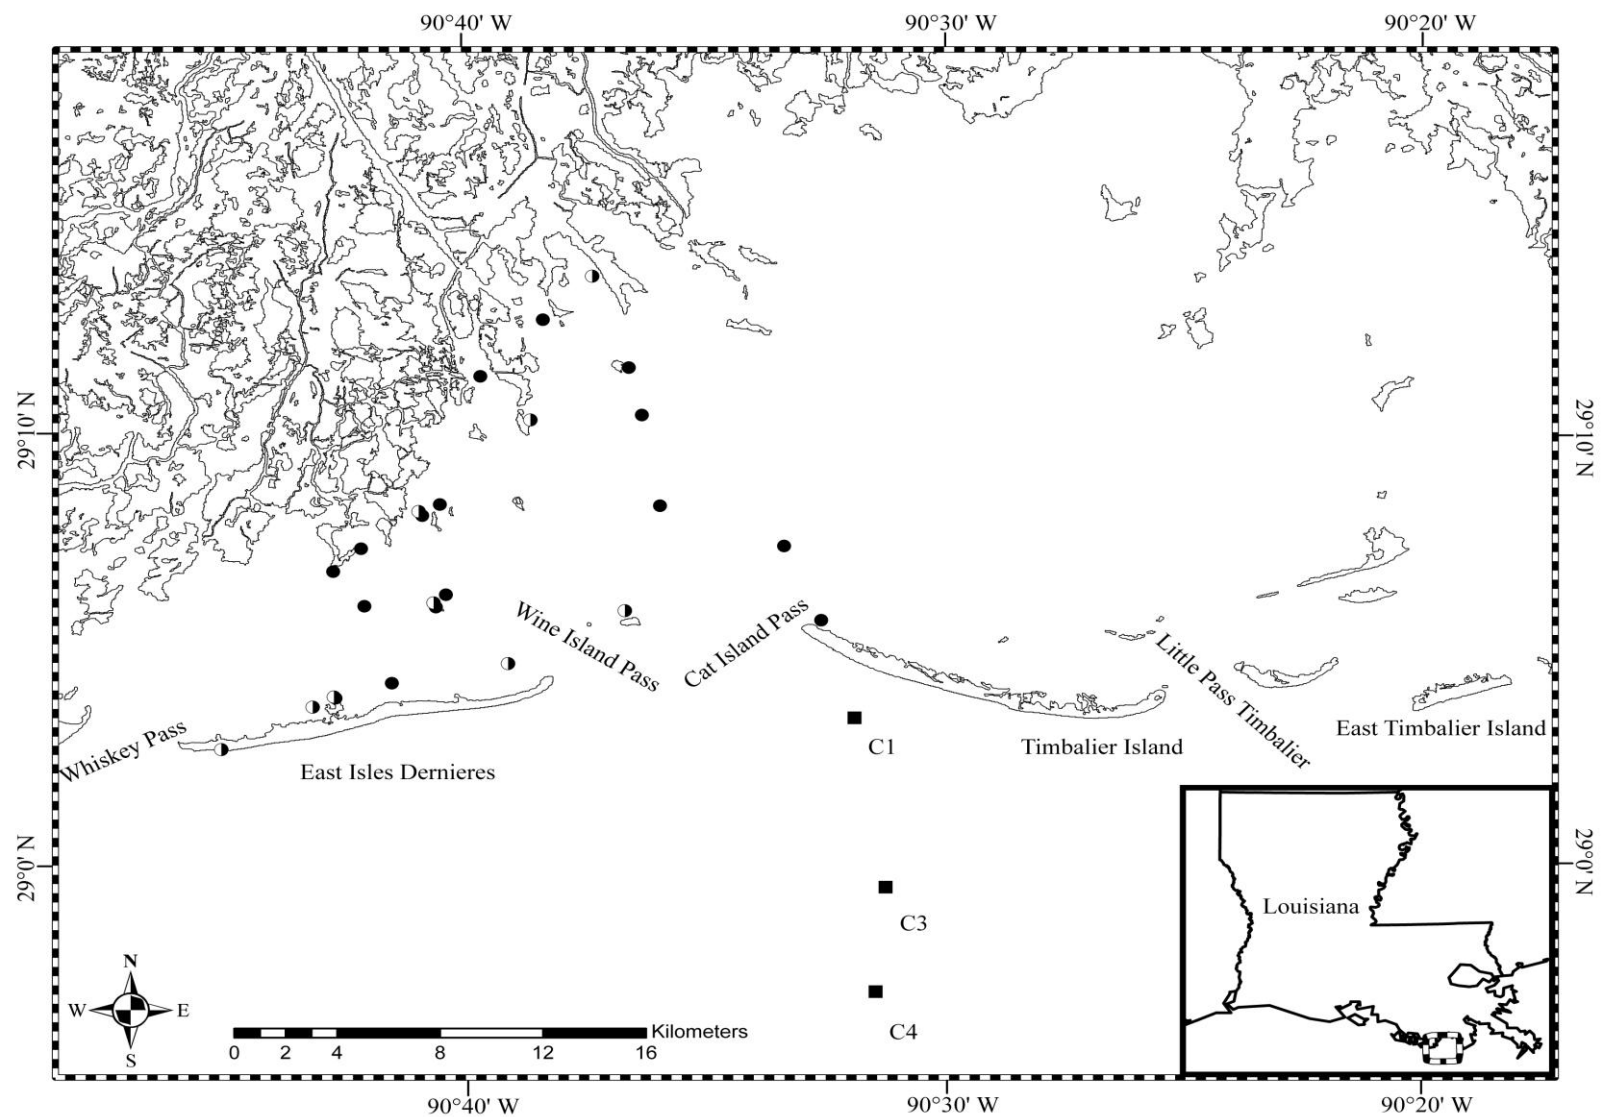 90°40' W
90°30' W
90°20' W
29°10' N
29°10' N
Wine Island Pass
Cat Island Pass
Little Pass Timbalier
Whiskey Pass
East Timbalier Island
C1
Timbalier Island
East Isles Dernieres
29°0' N
29°0' N
Louisiana
C3
N
W
E
S
Kilometers
0 2 4 8 12 16
C4
90°40' W
90°30' W
90°20' W